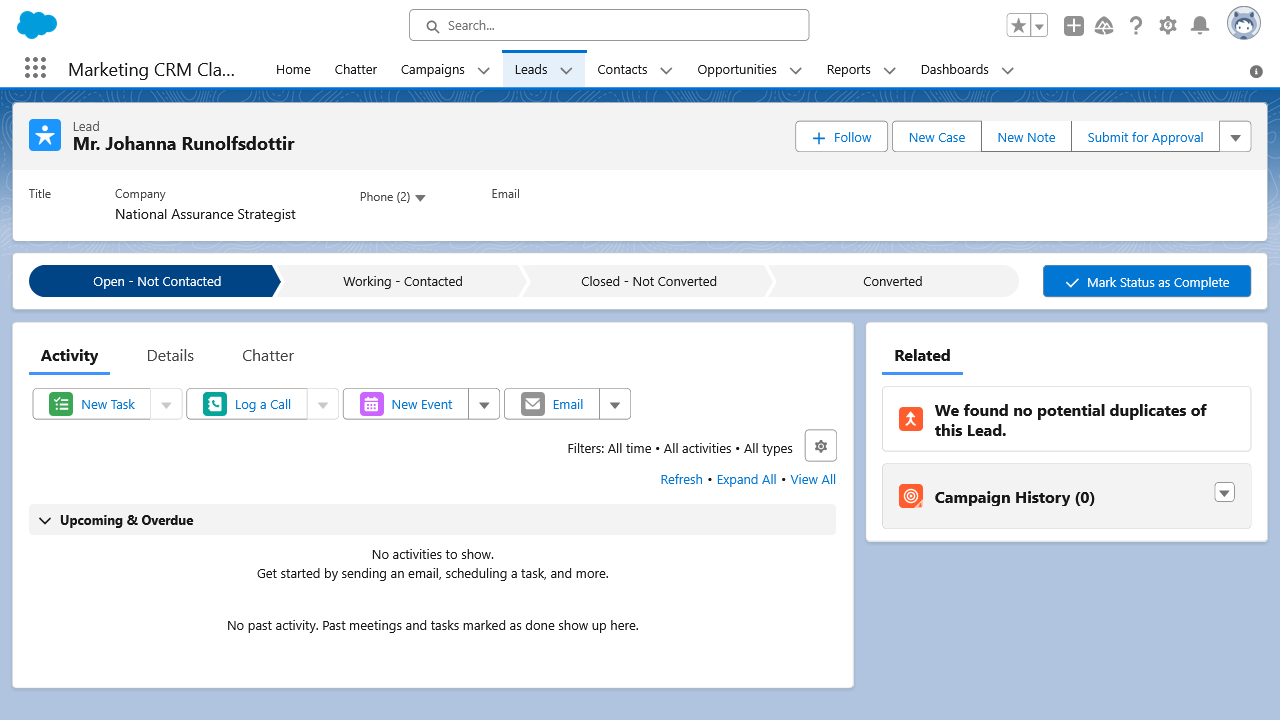 Search...
Marketing CRM Cla...
Home
Chatter
Campaigns
Leads
Contacts
Opportunities
Reports
Dashboards
Lead
Mr. Johanna Runolfsdottir
Follow
New Case
New Note
Submit for Approval
Title
Company
National Assurance Strategist
Phone (2)
Email
Open - Not Contacted
Working - Contacted
Closed - Not Converted
Converted
Mark Status as Complete
Activity
Details
Chatter
New Task
Log a Call
New Event
Email
Filters: All time • All activities • All types
Refresh • Expand All • View All
Upcoming & Overdue
No activities to show.
Get started by sending an email, scheduling a task, and more.
No past activity. Past meetings and tasks marked as done show up here.
Related
We found no potential duplicates of
this Lead.
Campaign History (0)